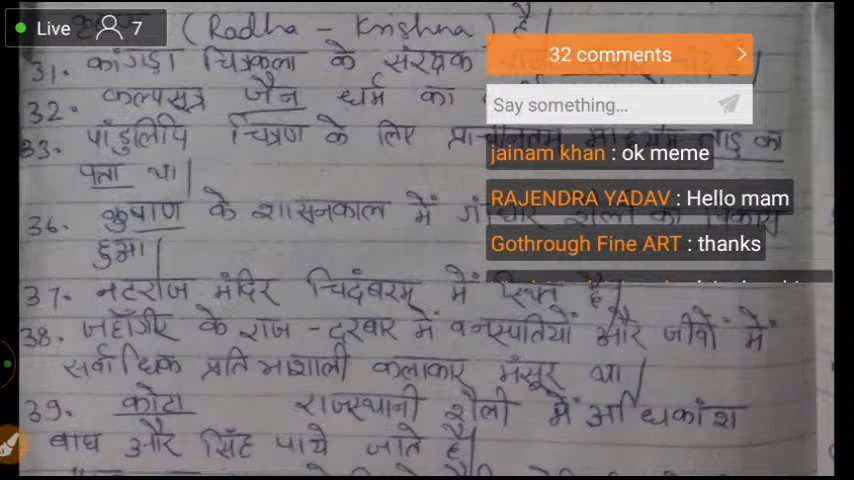 Live 7
(Radha - Krishna) है|
32 comments
31. कांगड़ा चित्रकला के संरक्षक
Say something...
32. कल्पसूत्र जैन धर्म का
33. पांडुलिपि चित्रण के लिए प्राचीनतम माध्यम ताड़ का
jainam khan : ok meme
पत्ता था|
RAJENDRA YADAV : Hello mam
36. कुषाण के शासनकाल में गांधार शैली का विकास
Gothrough Fine ART : thanks
हुआ|
37. नटराज मंदिर चिदंबरम् में स्थित है|
38. जहाँगीर के राज - दरबार में वनस्पतियों और जीवों में
सर्वाधिक प्रतिभाशाली कलाकार मंसूर था|
39. कोटा राजस्थानी शैली में अधिकांश
बाघ और सिंह पाये जाते है|